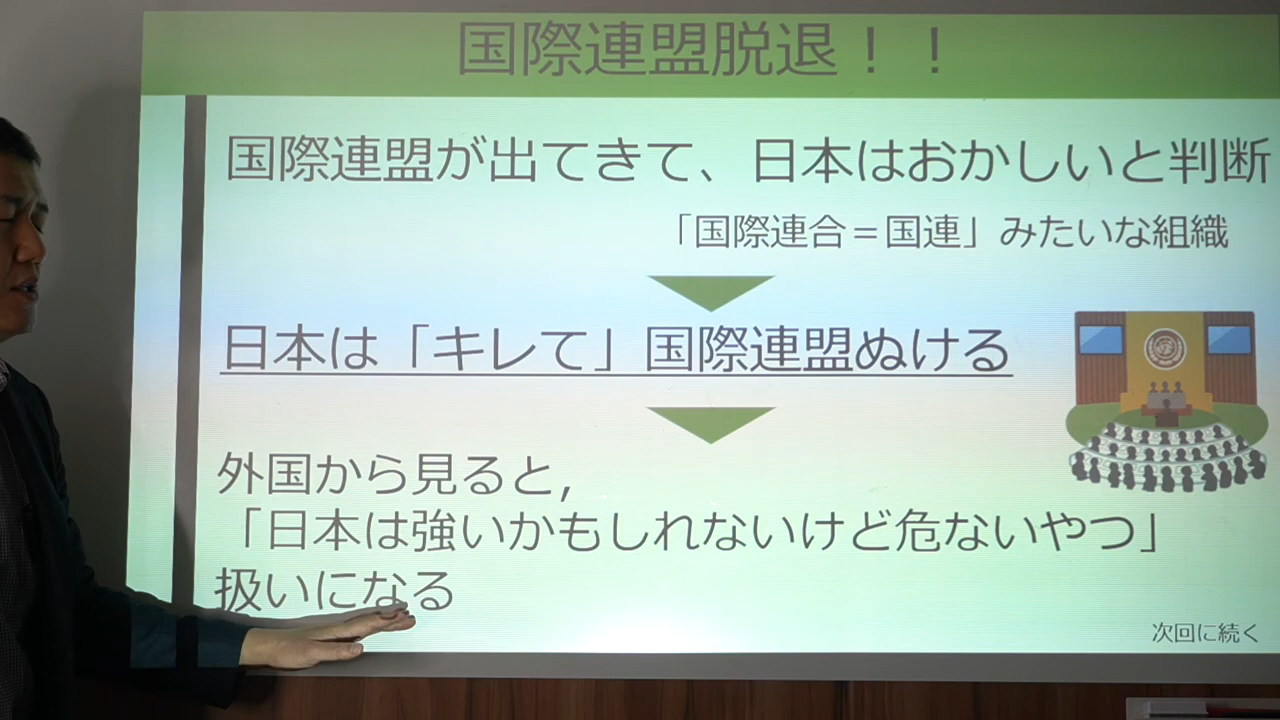 国際連盟脱退！！
国際連盟が出てきて、日本はおかしいと判断
「国際連合＝国連」みたいな組織
日本は「キレて」国際連盟ぬける
外国から見ると,
「日本は強いかもしれないけど危ないやつ」
扱いになる
次回に続く